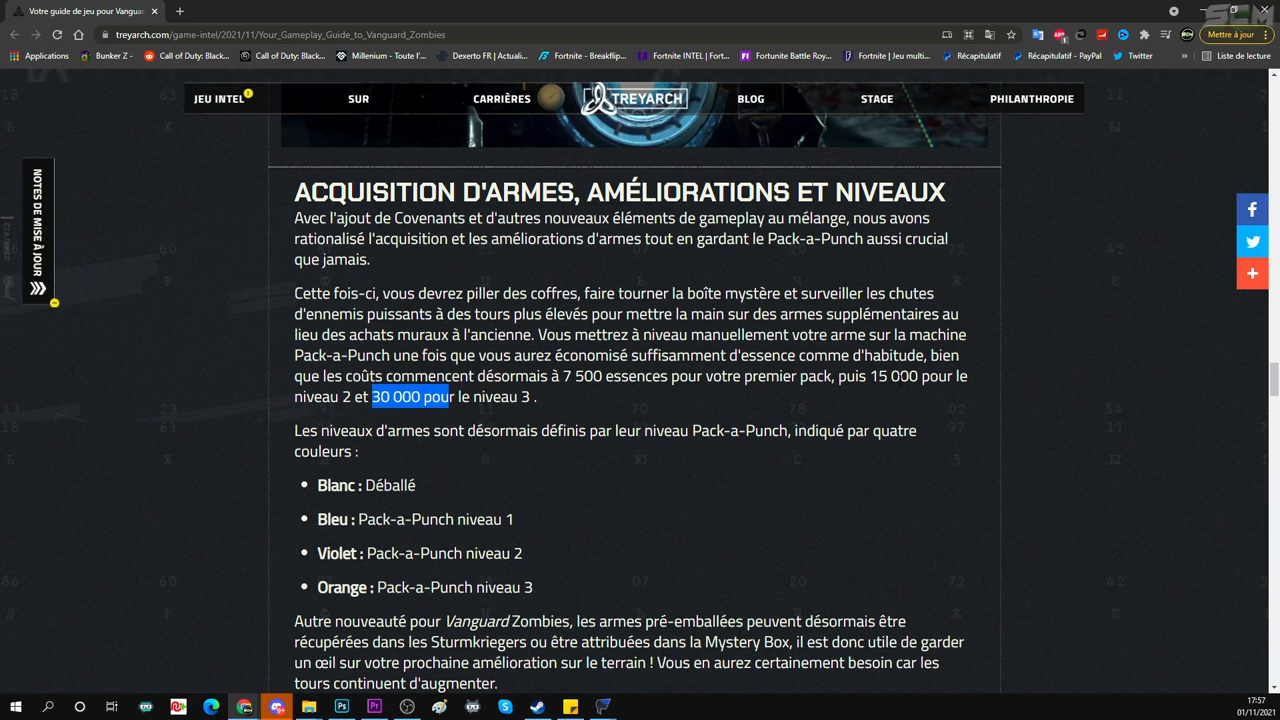 Votre guide de jeu pour Vangua
treyarch.com/game-intel/2021/11/Your_Gameplay_Guide_to_Vanguard_Zombies
Mettre à jour
Applications
Bunker Z -
Call of Duty: Black...
Call of Duty: Black...
Millenium - Toute l'...
Dexerto FR | Actuali...
Fortnite - Breakflip...
Fortnite INTEL | Fort...
Fortunite Battle Roy...
Fortnite | Jeu multi...
Récapitulatif
Récapitulatif - PayPal
Twitter
»
Liste de lecture
JEU INTEL
SUR
CARRIÈRES
TREYARCH
BLOG
STAGE
PHILANTHROPIE
NOTES DE MISE À JOUR
ACQUISITION D'ARMES, AMÉLIORATIONS ET NIVEAUX
Avec l'ajout de Covenants et d'autres nouveaux éléments de gameplay au mélange, nous avons
rationalisé l'acquisition et les améliorations d'armes tout en gardant le Pack-a-Punch aussi crucial
que jamais.
Cette fois-ci, vous devrez piller des coffres, faire tourner la boîte mystère et surveiller les chutes
d'ennemis puissants à des tours plus élevés pour mettre la main sur des armes supplémentaires au
lieu des achats muraux à l'ancienne. Vous mettrez à niveau manuellement votre arme sur la machine
Pack-a-Punch une fois que vous aurez économisé suffisamment d'essence comme d'habitude, bien
que les coûts commencent désormais à 7 500 essences pour votre premier pack, puis 15 000 pour le
niveau 2 et 30 000 pour le niveau 3 .
Les niveaux d'armes sont désormais définis par leur niveau Pack-a-Punch, indiqué par quatre
couleurs :
• Blanc : Déballé
• Bleu : Pack-a-Punch niveau 1
• Violet : Pack-a-Punch niveau 2
• Orange : Pack-a-Punch niveau 3
Autre nouveauté pour Vanguard Zombies, les armes pré-emballées peuvent désormais être
récupérées dans les Sturmkriegers ou être attribuées dans la Mystery Box, il est donc utile de garder
un œil sur votre prochaine amélioration sur le terrain ! Vous en aurez certainement besoin car les
tours continuent d'augmenter.
17:57
01/11/2021